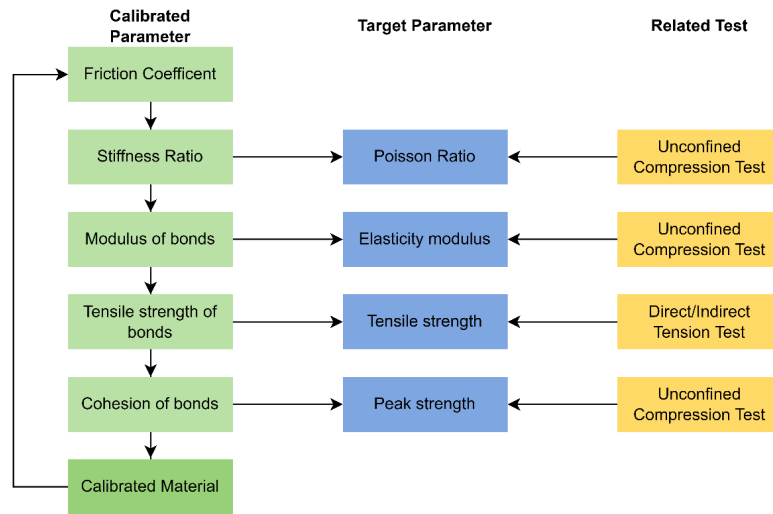 Calibrated
Parameter
Target Parameter
Related Test
Friction Coefficent
Stiffness Ratio
Poisson Ratio
Unconfined
Compression Test
Modulus of bonds
Elasticity modulus
Unconfined
Compression Test
Tensile strength of
bonds
Tensile strength
Direct/Indirect
Tension Test
Cohesion of bonds
Peak strength
Unconfined
Compression Test
Calibrated Material